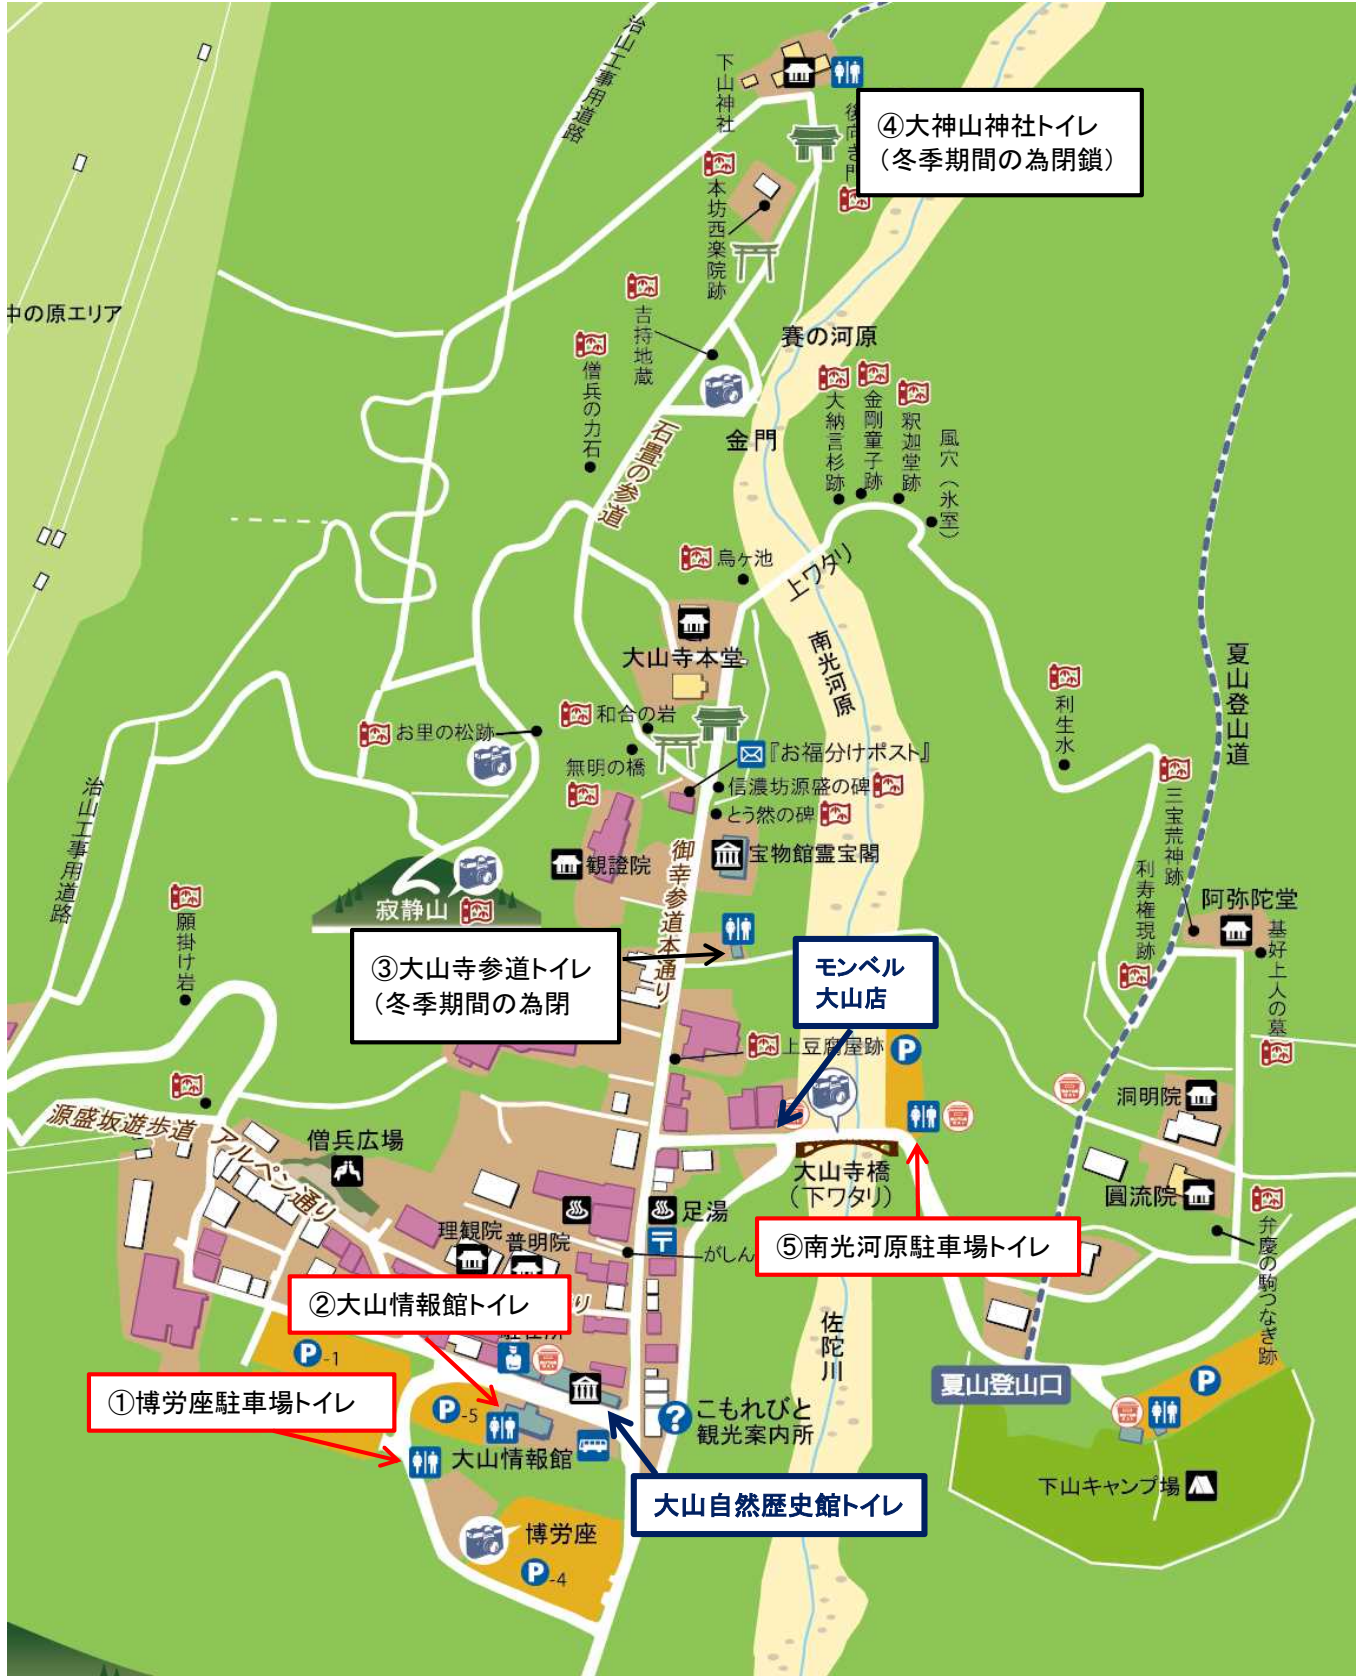 治山工事用道路
下山神社
後向き門
④大神山神社トイレ
(冬季期間の為閉鎖)
本坊西楽院跡
中の原エリア
吉持地蔵
僧兵の力石
賽の河原
大納言杉跡
金剛童子跡
釈迦堂跡
風穴(氷室)
金門
石畳の参道
烏ヶ池
上ワタリ
南光河原
大山寺本堂
夏山登山道
利生水
お里の松跡
和合の岩
無明の橋
『お福分けポスト』
信濃坊源盛の碑
とう然の碑
三宝荒神跡
治山工事用道路
観證院
御幸参道本通り
宝物館霊宝閣
利寿権現跡
阿弥陀堂
基好上人の墓
寂静山
願掛け岩
③大山寺参道トイレ
(冬季期間の為閉
モンベル
大山店
上豆腐屋跡
P
洞明院
源盛坂遊歩道
アルペン通り
僧兵広場
大山寺橋
(下ワタリ)
圓流院
足湯
理観院
普明院
がしん
⑤南光河原駐車場トイレ
弁慶の駒つなぎ跡
②大山情報館トイレ
り
佐陀川
P-1
夏山登山口
P
①博労座駐車場トイレ
P-5
?
こもれびと
観光案内所
大山情報館
大山自然歴史館トイレ
下山キャンプ場
博労座
P-4